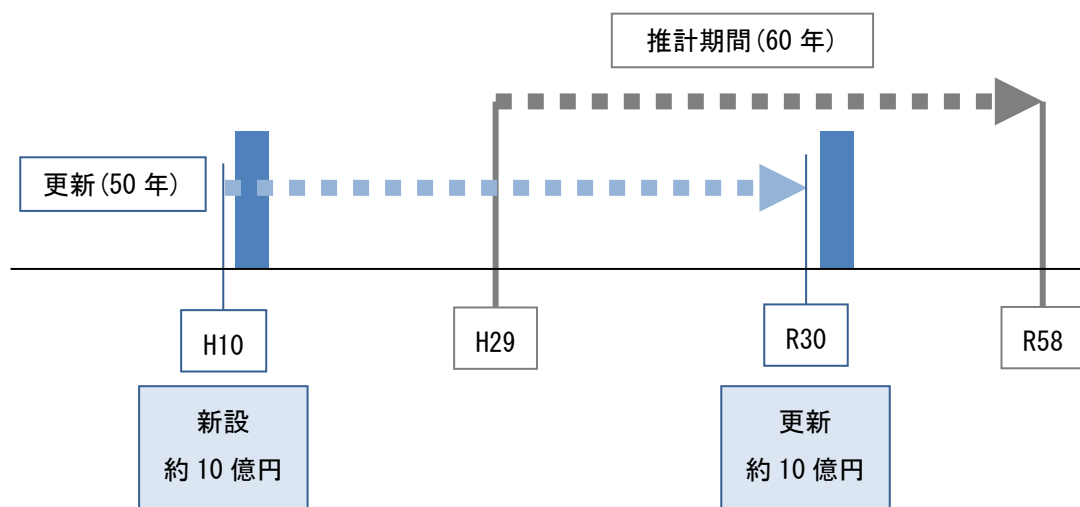 推計期間(60 年)
更新(50 年)
H10
H29
R30
R58
新設
約 10 億円
更新
約 10 億円